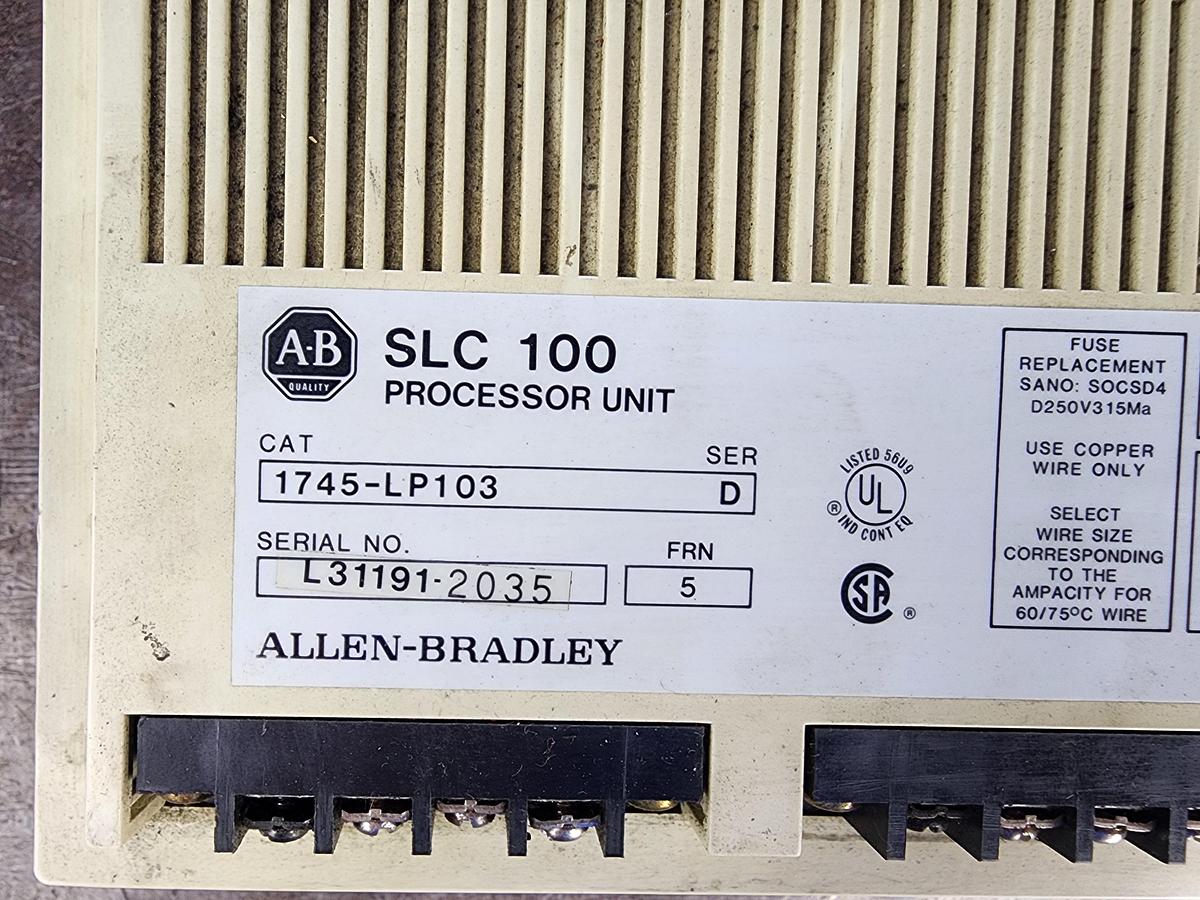 A-B
QUALITY
SLC 100
PROCESSOR UNIT
CAT
SER
1745-LP103
D
SERIAL NO.
FRN
L31191-2035
5
ALLEN-BRADLEY
LISTED 56U9
UL
®
IND CONT EQ
SA
®
FUSE
REPLACEMENT
SANO: SOCSD4
D250V315Ma
USE COPPER
WIRE ONLY
SELECT
WIRE SIZE
CORRESPONDING
TO THE
AMPACITY FOR
60/75°C WIRE